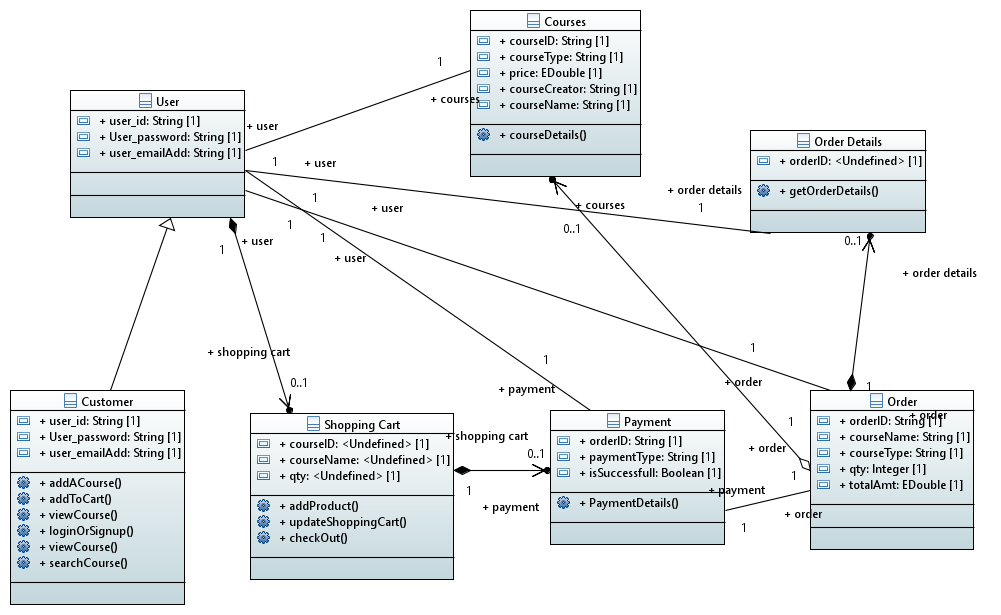 Courses
+ courseID: String [1]
+ courseType: String [1]
+ price: EDouble [1]
+ courseCreator: String [1]
+ courseName: String [1]
+ courseDetails()
User
+ user_id: String [1]
+ User_password: String [1]
+ user_emailAdd: String [1]
Order Details
+ orderID: <Undefined> [1]
+ getOrderDetails()
1
+ courses
+ user
1
+ user
+ order details
1
1
+ user
+ courses
0..1
1
+ user
1
1
+ user
0..1
+ order details
+ shopping cart
0..1
1
+ payment
1
+ order
1
+ order
Customer
+ user_id: String [1]
+ User_password: String [1]
+ user_emailAdd: String [1]
+ addACourse()
+ addToCart()
+ viewCourse()
+ loginOrSignup()
+ viewCourse()
+ searchCourse()
Shopping Cart
+ courseID: <Undefined> [1]
+ courseName: <Undefined> [1]
+ qty: <Undefined> [1]
+ addProduct()
+ updateShoppingCart()
+ checkOut()
+ shopping cart
0..1
1
+ payment
Payment
+ orderID: String [1]
+ paymentType: String [1]
+ isSuccessfull: Boolean [1]
+ PaymentDetails()
1
+ order
1
+ payment
1
+ order
Order
+ orderID: String [1]
+ courseName: String [1]
+ courseType: String [1]
+ qty: Integer [1]
+ totalAmt: EDouble [1]